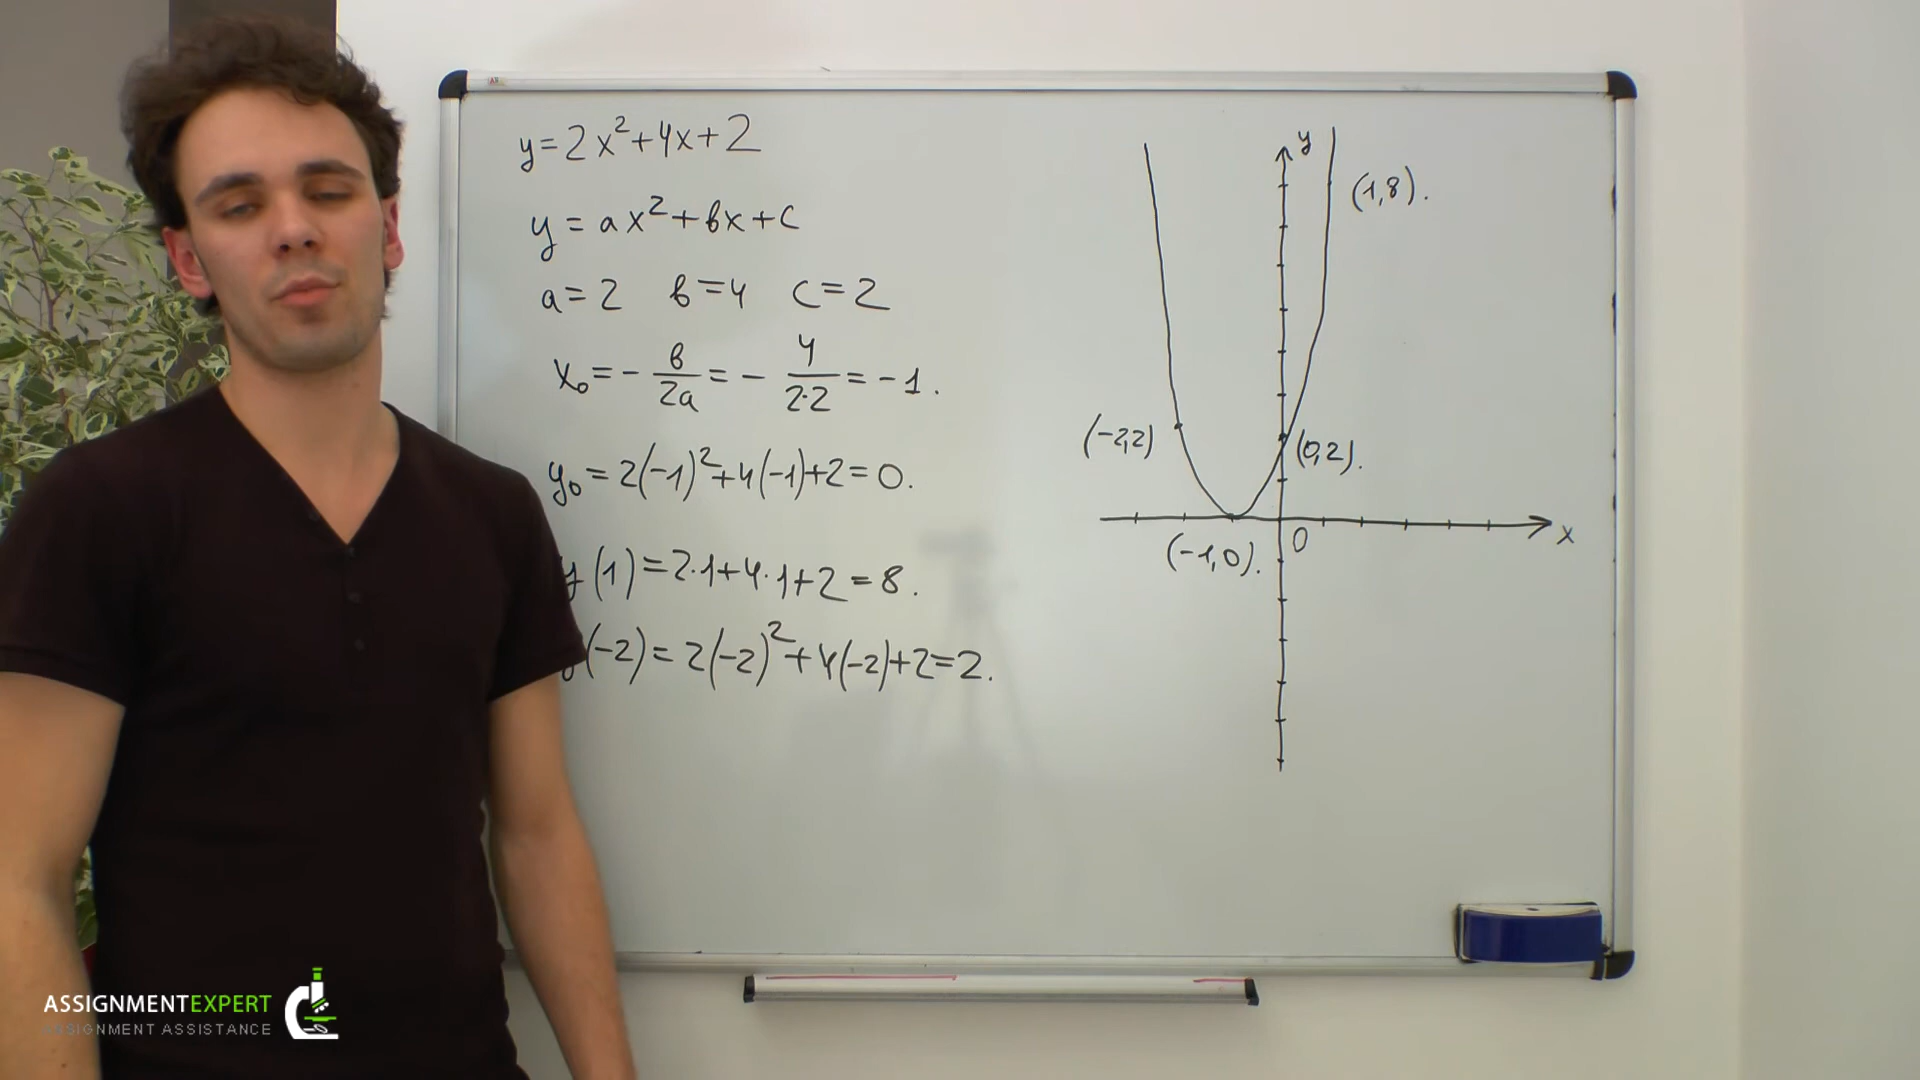 y=2x²+4x+2
y=ax²+bx+c
a=2 b=4 c=2
x₀=-b/2a=-4/2·2=-1.
y₀=2(-1)²+4(-1)+2=0.
y(1)=2·1+4·1+2=8.
(-2)=2(-2)²+4(-2)+2=2.
y
(1,8).
(-2,2)
(0,2).
(-1,0).
0
x
ASSIGNMENTEXPERT
ASSIGNMENT ASSISTANCE